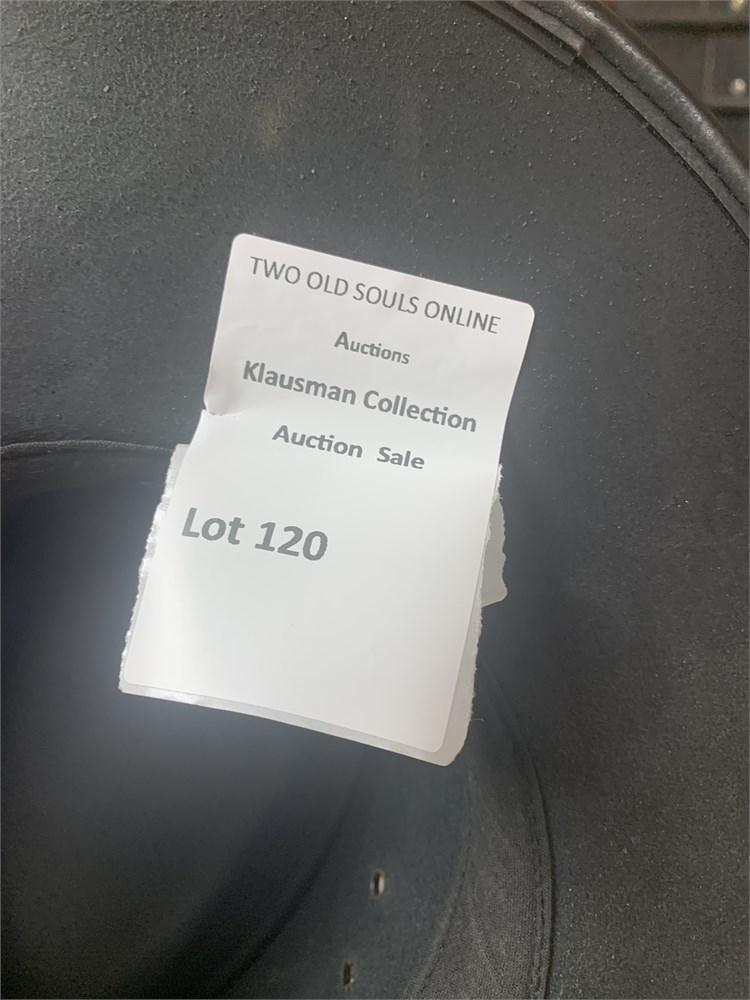 TWO OLD SOULS ONLINE
Auctions
Klausman Collection
Auction Sale
Lot 120